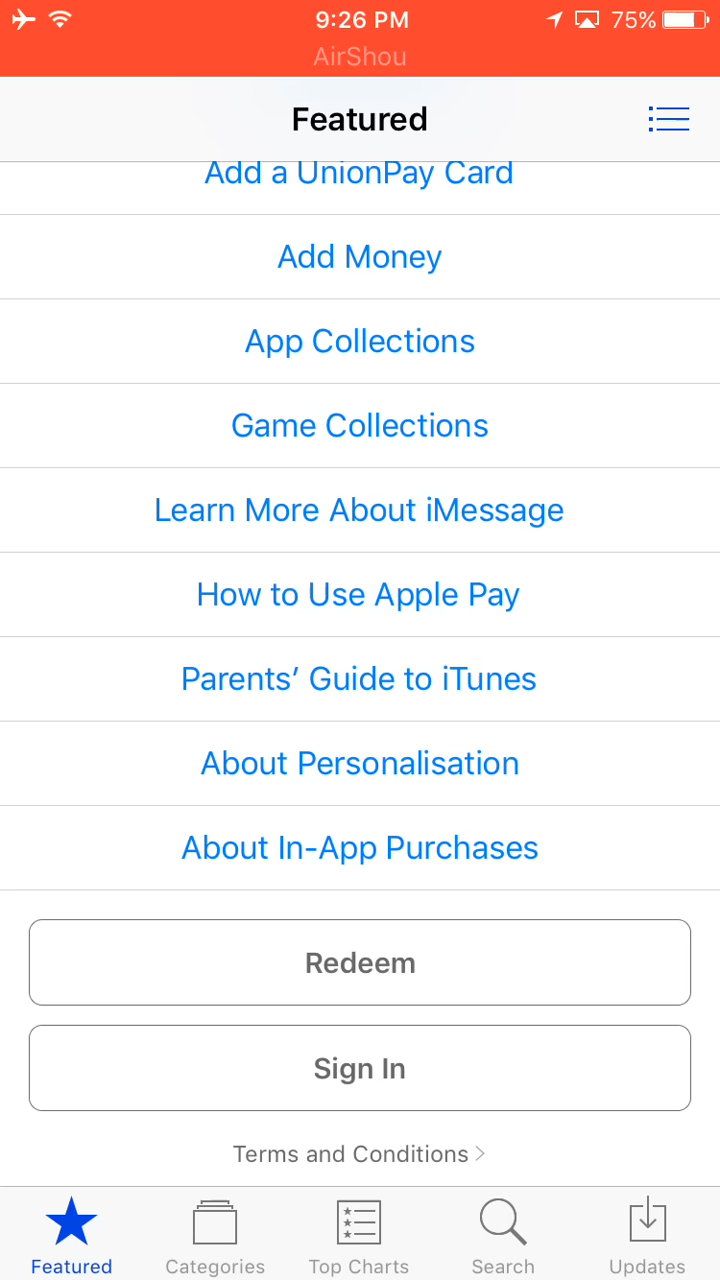 9:26 PM
75%
AirShou
Featured
Add a UnionPay Card
Add Money
App Collections
Game Collections
Learn More About iMessage
How to Use Apple Pay
Parents’ Guide to iTunes
About Personalisation
About In-App Purchases
Redeem
Sign In
Terms and Conditions
Featured
Categories
Top Charts
Search
Updates